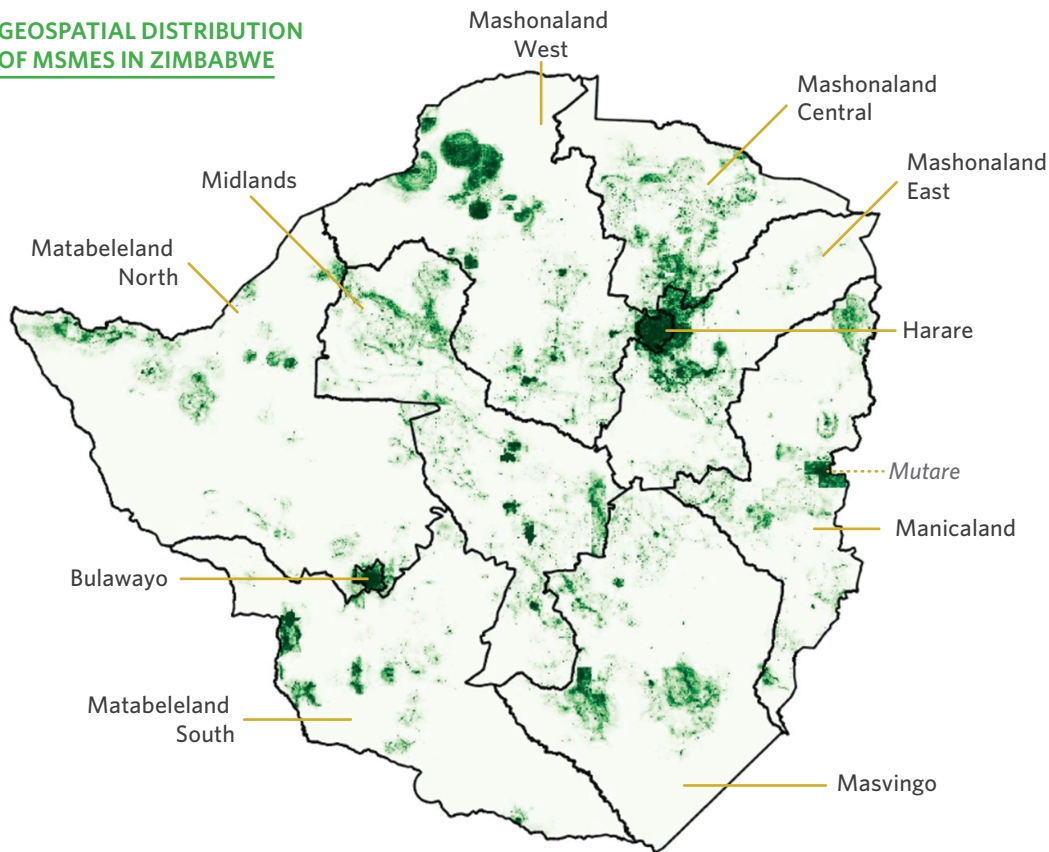 GEOSPATIAL DISTRIBUTION
OF MSMES IN ZIMBABWE
Mashonaland
West
Mashonaland
Central
Mashonaland
East
Midlands
Matabeleland
North
Harare
Mutare
Manicaland
Bulawayo
Matabeleland
South
Masvingo